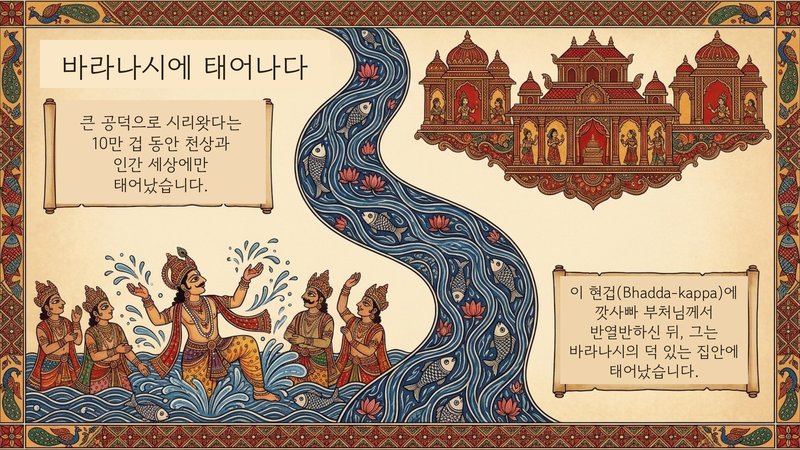 바라나시에 태어나다
큰 공덕으로 시리왓다는
10만 겁 동안 천상과
인간 세상에만
태어났습니다.
이 현겁(Bhadda-kappa)에
깟사빠 부처님께서
반열반하신 뒤, 그는
바라나시의 덕 있는 집안에
태어났습니다.